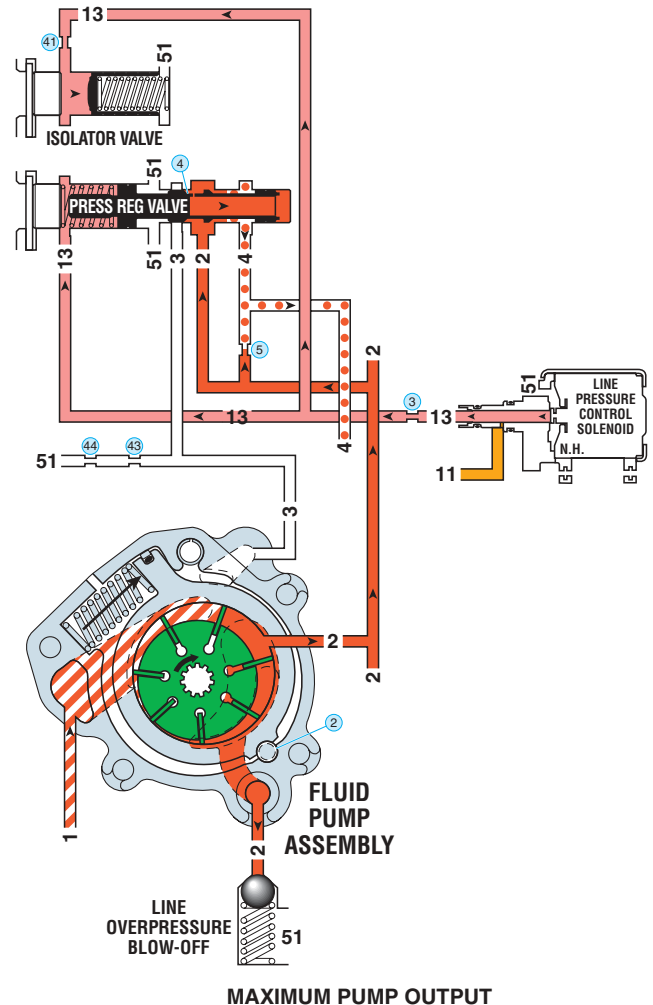 13
41
51
ISOLATOR VALVE
51
4
PRESS REG VALVE
13
51
3
2
4
5
2
51
LINE
PRESSURE
CONTROL
SOLENOID
N.H.
3
13
13
4
11
44
43
51
3
2
2
2
1
FLUID
PUMP
ASSEMBLY
2
LINE
OVERPRESSURE
BLOW-OFF
51
MAXIMUM PUMP OUTPUT